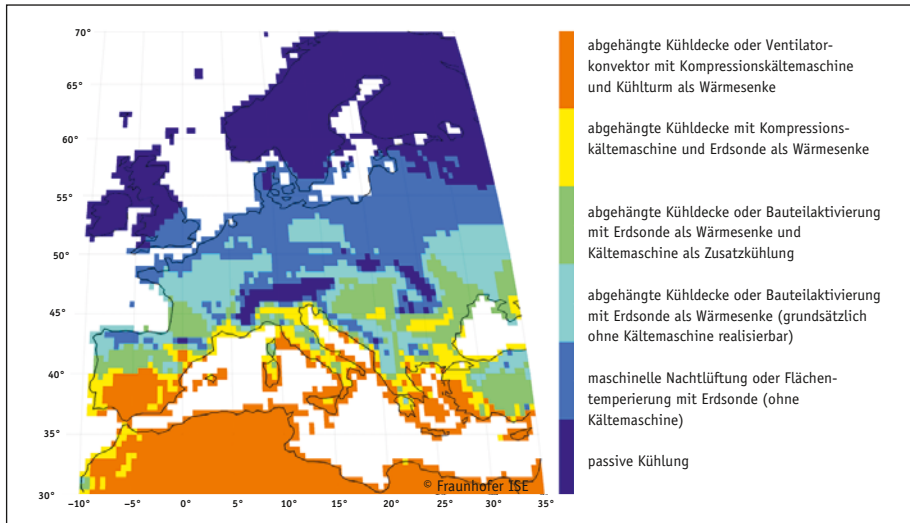 70°
65°
60°
55°
50°
45°
40°
35°
30°
−10°
−5°
0°
5°
10°
15°
20°
25°
30°
35°
© Fraunhofer ISE
abgehängte Kühldecke oder Ventilator-
konvektor mit Kompressionskältemaschine
und Kühlturm als Wärmesenke
abgehängte Kühldecke mit Kompressions-
kältemaschine und Erdsonde als Wärmesenke
abgehängte Kühldecke oder Bauteilaktivierung
mit Erdsonde als Wärmesenke und
Kältemaschine als Zusatzkühlung
abgehängte Kühldecke oder Bauteilaktivierung
mit Erdsonde als Wärmesenke (grundsätzlich
ohne Kältemaschine realisierbar)
maschinelle Nachtlüftung oder Flächen-
temperierung mit Erdsonde (ohne
Kältemaschine)
passive Kühlung